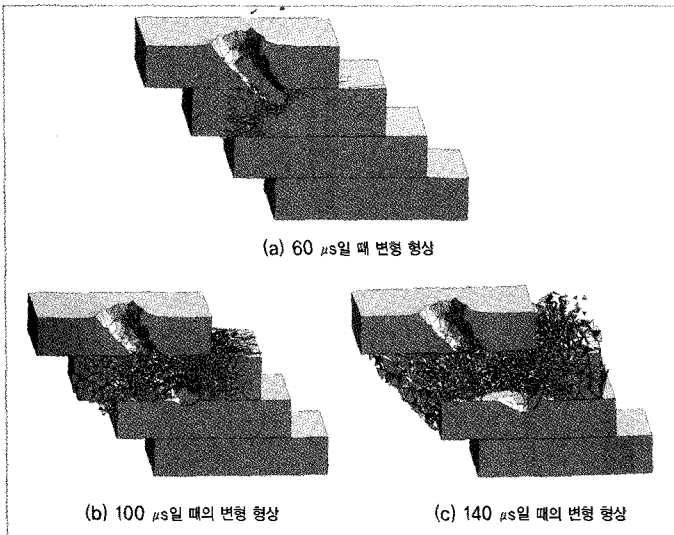 (a) 60 μs일 때 변형 형상
(b) 100 μs일 때의 변형 형상
(c) 140 μs일 때의 변형 형상